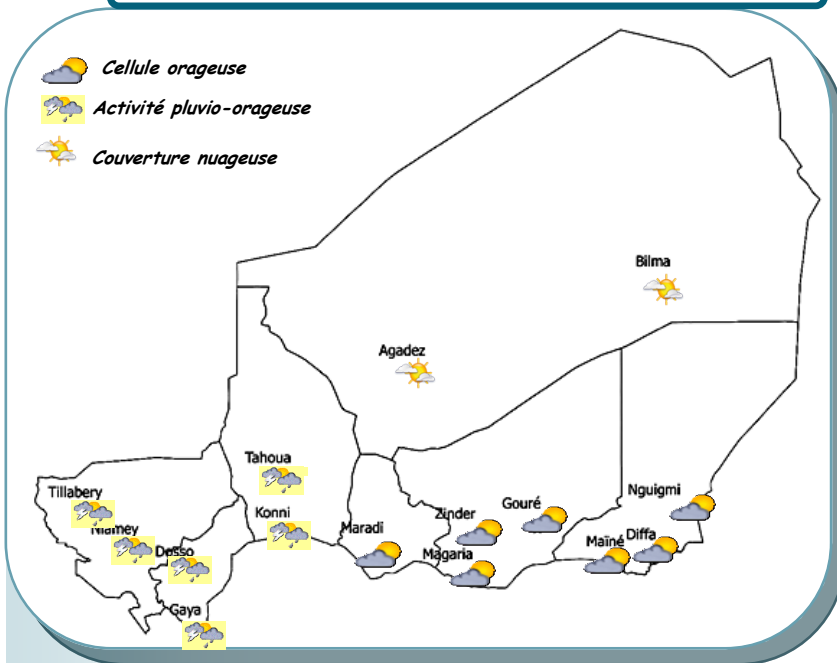 Cellule orageuse
Activité pluvio-orageuse
Couverture nuageuse
Bilma
Agadez
Tahoua
Tillabery
Nguigmi
Gouré
Konni
Zinder
Maradi
Niamey
Diffa
Maïné
Dosso
Magaria
Gaya